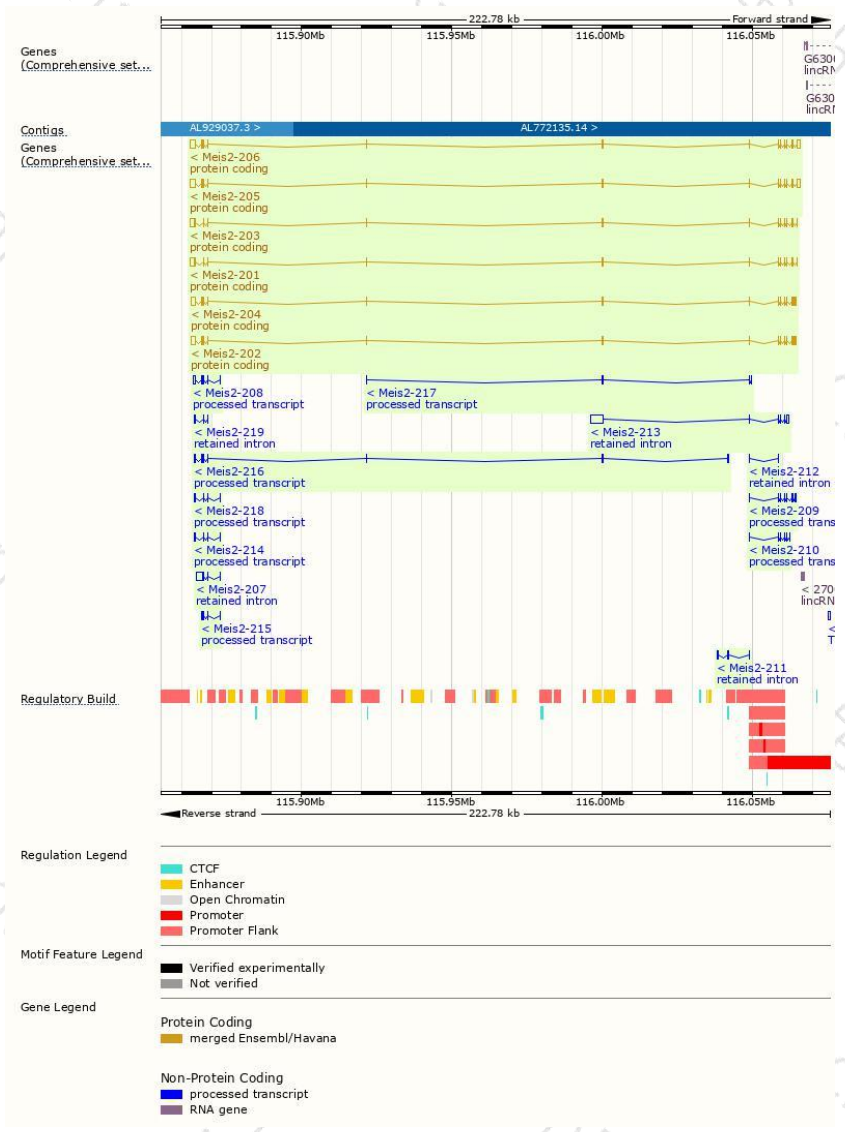 222.78 kb Forward strand
115.90Mb 115.95Mb 116.00Mb 116.05Mb
Genes
(Comprehensive set...
G630
lincRN
G630
lincRN
Contigs
AL929037.3 > AL772135.14 >
Genes
(Comprehensive set...
< Meis2-206
protein coding
< Meis2-205
protein coding
< Meis2-203
protein coding
< Meis2-201
protein coding
< Meis2-204
protein coding
< Meis2-202
protein coding
< Meis2-208 < Meis2-217
processed transcript processed transcript
< Meis2-219 < Meis2-213
retained intron retained intron
< Meis2-216 < Meis2-212
processed transcript retained intron
< Meis2-218 < Meis2-209
processed transcript processed trans
< Meis2-214 < Meis2-210
processed transcript processed trans
< Meis2-207 < 270
retained intron lincRN
< Meis2-215 <
processed transcript T
< Meis2-211
retained intron
Regulatory Build
115.90Mb 115.95Mb 116.00Mb 116.05Mb
Reverse strand 222.78 kb
Regulation Legend
CTCF
Enhancer
Open Chromatin
Promoter
Promoter Flank
Motif Feature Legend
Verified experimentally
Not verified
Gene Legend
Protein Coding
merged Ensembl/Havana
Non-Protein Coding
processed transcript
RNA gene